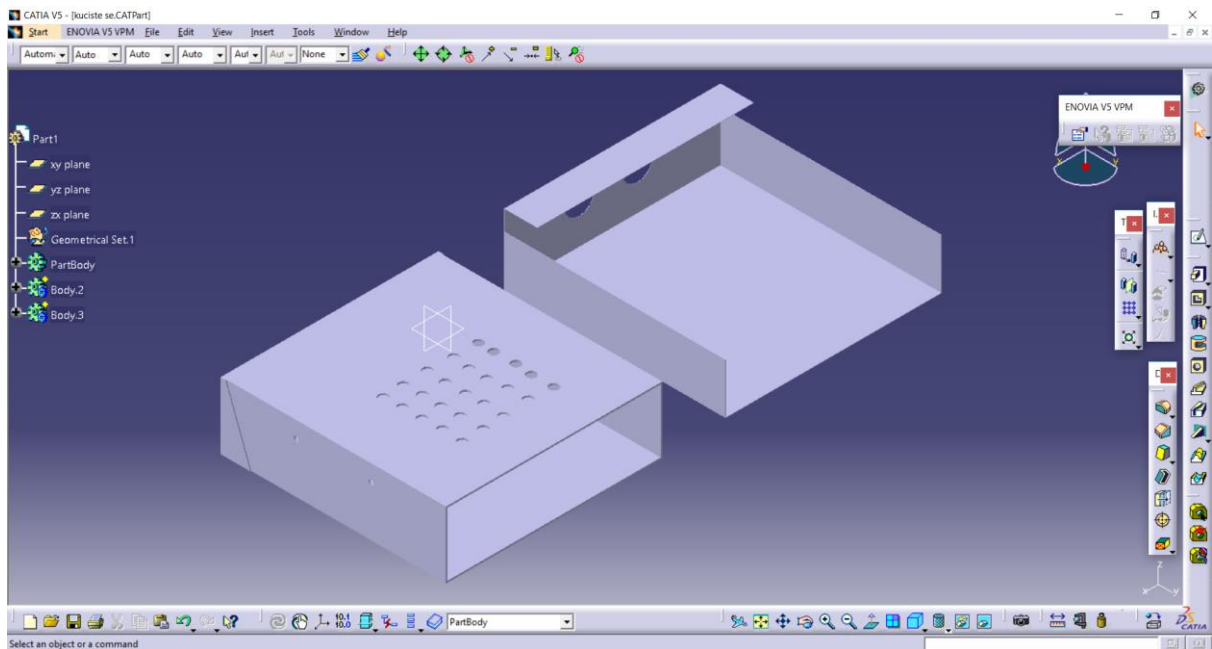 CATIA V5 - [kuciste se.CATPart]
Start ENOVIA V5 VPM File Edit View Insert Tools Window Help
Auto Auto Auto None
ENOVIA V5 VPM
Part1
xy plane
yz plane
zx plane
Geometrical Set.1
PartBody
Body.2
Body.3
z
x y
PartBody
CATIA
Select an object or a command